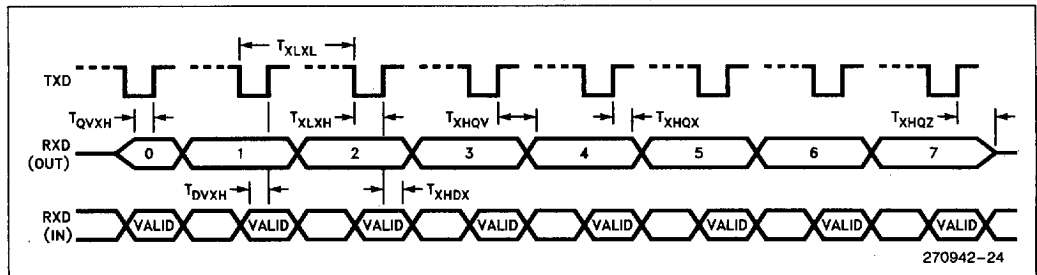 T_XLXL
TXD
T_QVXH T_XLXH T_XHQV T_XHQX T_XHQZ
RXD (OUT) 0 1 2 3 4 5 6 7
T_DVXH T_XHDX
RXD (IN) VALID VALID VALID VALID VALID VALID VALID VALID
270942-24